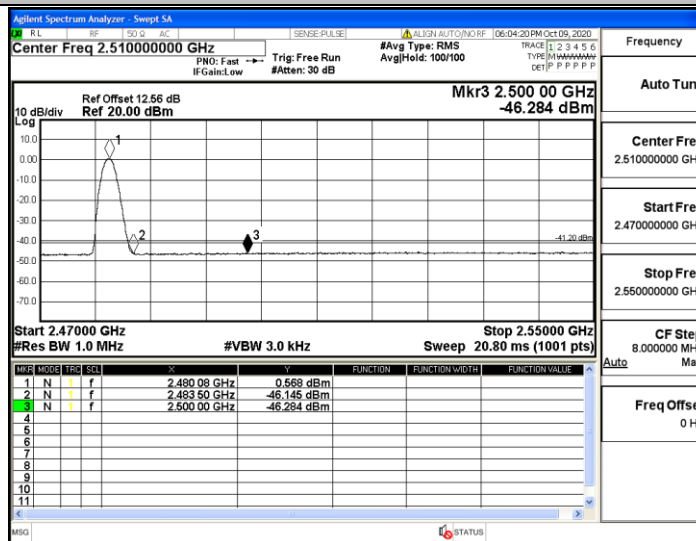 Agilent Spectrum Analyzer - Swept SA
RL RF 50 Ω AC SENSE:PULSE ALIGN AUTO/NO RF 06:04:20 PM Oct 09, 2020
Center Freq 2.510000000 GHz
PNO: Fast
IFGain:Low
Trig: Free Run
#Atten: 30 dB
#Avg Type: RMS
Avg|Hold: 100/100
TRACE 1 2 3 4 5 6
TYPE MWWWWW
DET P P P P P P
Ref Offset 12.56 dB
10 dB/div Ref 20.00 dBm
Log
Mkr3 2.500 00 GHz
-46.284 dBm
10.0
0.00
-10.0
-20.0
-30.0
-40.0
-50.0
-60.0
-70.0
1
2
3
-41.20 dBm
Start 2.47000 GHz Stop 2.55000 GHz
#Res BW 1.0 MHz #VBW 3.0 kHz Sweep 20.80 ms (1001 pts)
MKR MODE TRC SCL X Y FUNCTION FUNCTION WIDTH FUNCTION VALUE
1 N 1 f 2.480 08 GHz 0.568 dBm
2 N 1 f 2.483 50 GHz -46.145 dBm
3 N 1 f 2.500 00 GHz -46.284 dBm
4
5
6
7
8
9
10
11
MSG STATUS
Frequency
Auto Tun
Center Fre
2.510000000 GH
Start Fre
2.470000000 GH
Stop Fre
2.550000000 GH
CF Ste
8.000000 MH
Auto Ma
Freq Offse
0 H